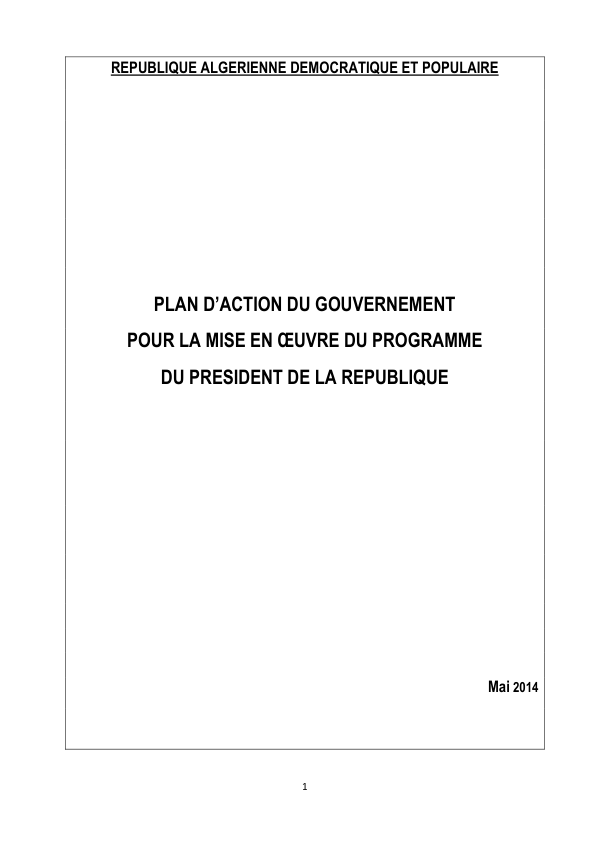 REPUBLIQUE ALGERIENNE DEMOCRATIQUE ET POPULAIRE
PLAN D’ACTION DU GOUVERNEMENT
POUR LA MISE EN ŒUVRE DU PROGRAMME
DU PRESIDENT DE LA REPUBLIQUE
Mai 2014
1